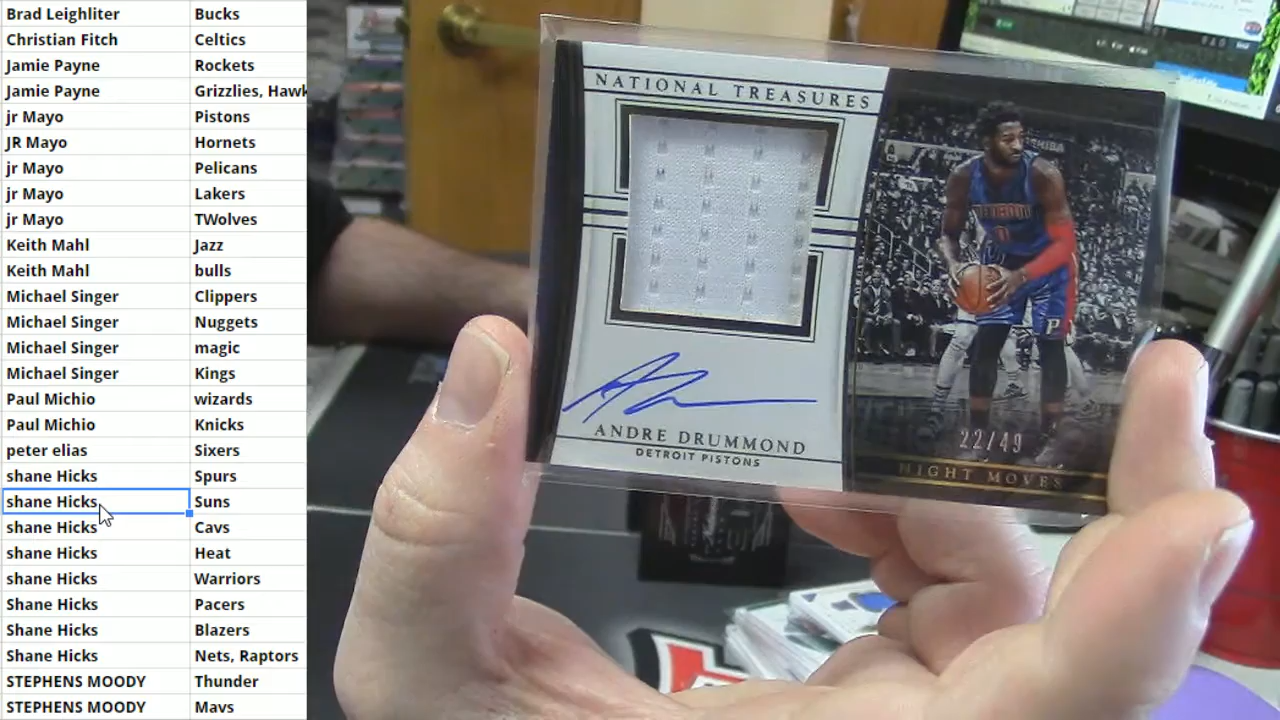 Brad Leighliter Bucks
Christian Fitch Celtics
Jamie Payne Rockets
Jamie Payne Grizzlies, Hawk
jr Mayo Pistons
JR Mayo Hornets
jr Mayo Pelicans
jr Mayo Lakers
jr Mayo TWolves
Keith Mahl Jazz
Keith Mahl bulls
Michael Singer Clippers
Michael Singer Nuggets
Michael Singer magic
Michael Singer Kings
Paul Michio wizards
Paul Michio Knicks
peter elias Sixers
shane Hicks Spurs
shane Hicks Suns
shane Hicks Cavs
shane Hicks Heat
shane Hicks Warriors
Shane Hicks Pacers
Shane Hicks Blazers
Shane Hicks Nets, Raptors
STEPHENS MOODY Thunder
STEPHENS MOODY Mavs
NATIONAL TREASURES
ANDRE DRUMMOND
DETROIT PISTONS
22/49
NIGHT MOVES